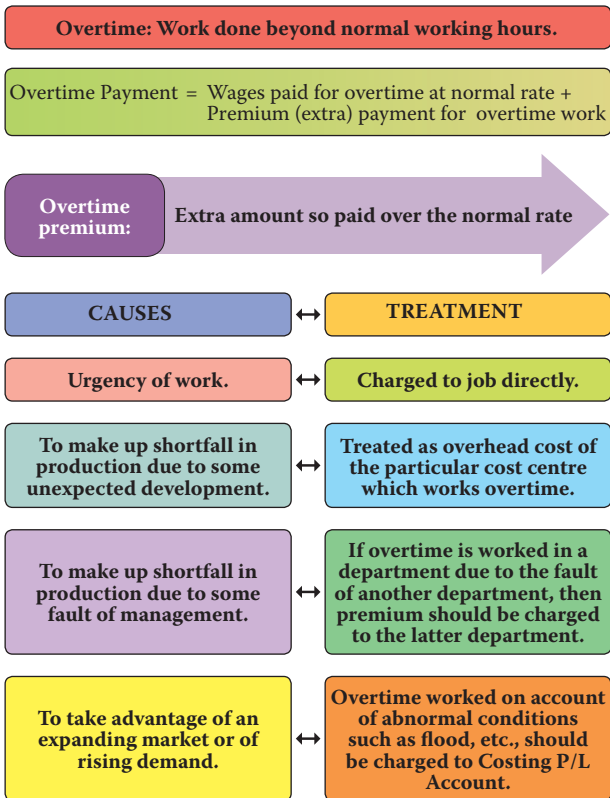 Overtime: Work done beyond normal working hours.
Overtime Payment = Wages paid for overtime at normal rate +
Premium (extra) payment for overtime work
Overtime
premium:
Extra amount so paid over the normal rate
CAUSES
TREATMENT
Urgency of work.
Charged to job directly.
To make up shortfall in
production due to some
unexpected development.
Treated as overhead cost of
the particular cost centre
which works overtime.
To make up shortfall in
production due to some
fault of management.
If overtime is worked in a
department due to the fault
of another department, then
premium should be charged
to the latter department.
To take advantage of an
expanding market or of
rising demand.
Overtime worked on account
of abnormal conditions
such as flood, etc., should
be charged to Costing P/L
Account.